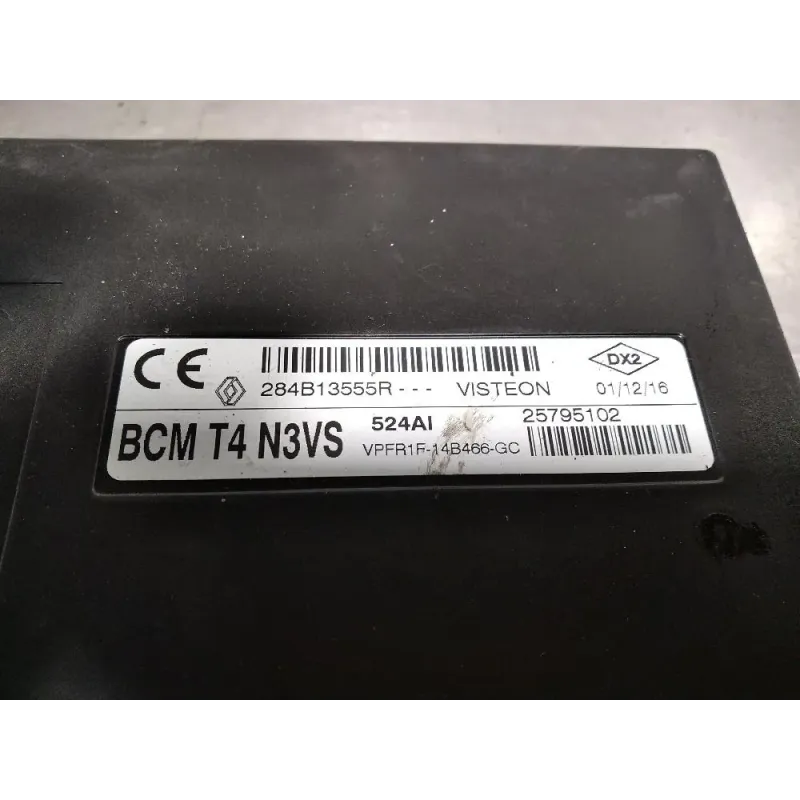 CE
284B13555R--- VISTEON 01/12/16
DX2
BCM T4 N3VS
524AI 25795102
VPFR1F-14B466-GC